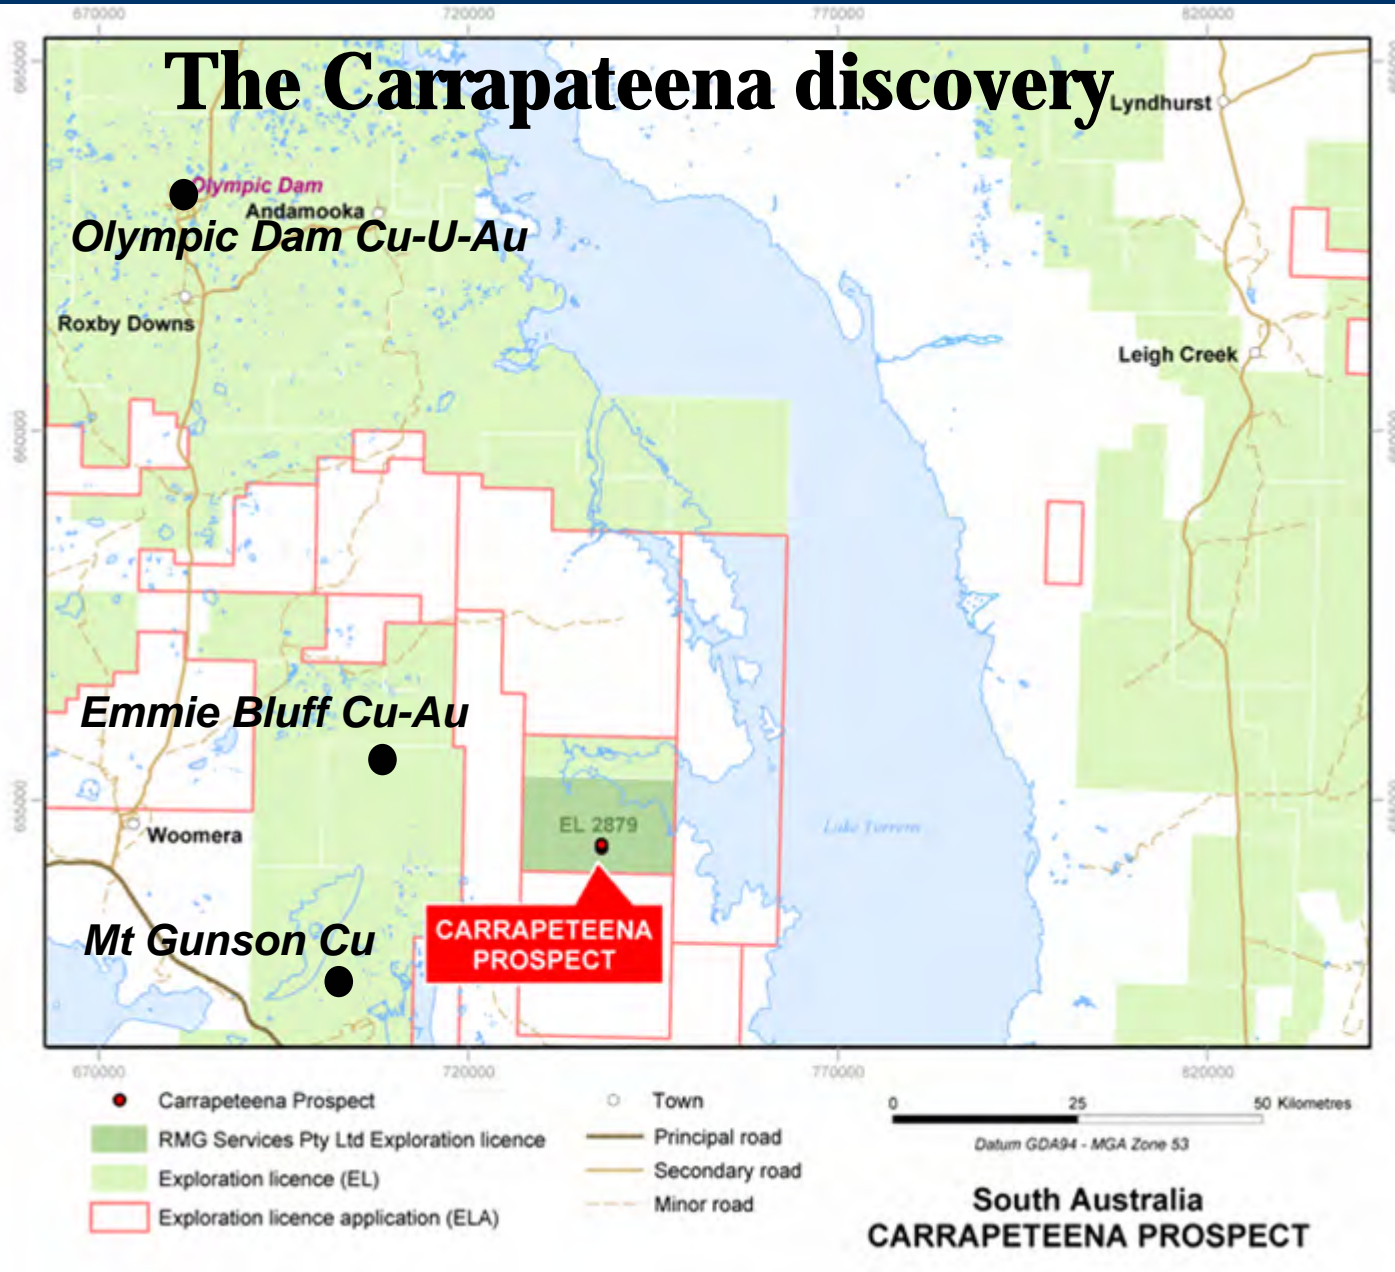 670000
720000
770000
820000
The Carrapateena discovery
Lyndhurst
Olympic Dam
Andamooka
Olympic Dam Cu-U-Au
Roxby Downs
Leigh Creek
Emmie Bluff Cu-Au
EL 2879
Lake Torrens
Woomera
CARRAPETEENA
PROSPECT
Mt Gunson Cu
670000
720000
770000
820000
Carrapeteena Prospect
RMG Services Pty Ltd Exploration licence
Exploration licence (EL)
Exploration licence application (ELA)
Town
Principal road
Secondary road
Minor road
0 25 50 Kilometres
Datum GDA94 - MGA Zone 53
South Australia
CARRAPETEENA PROSPECT